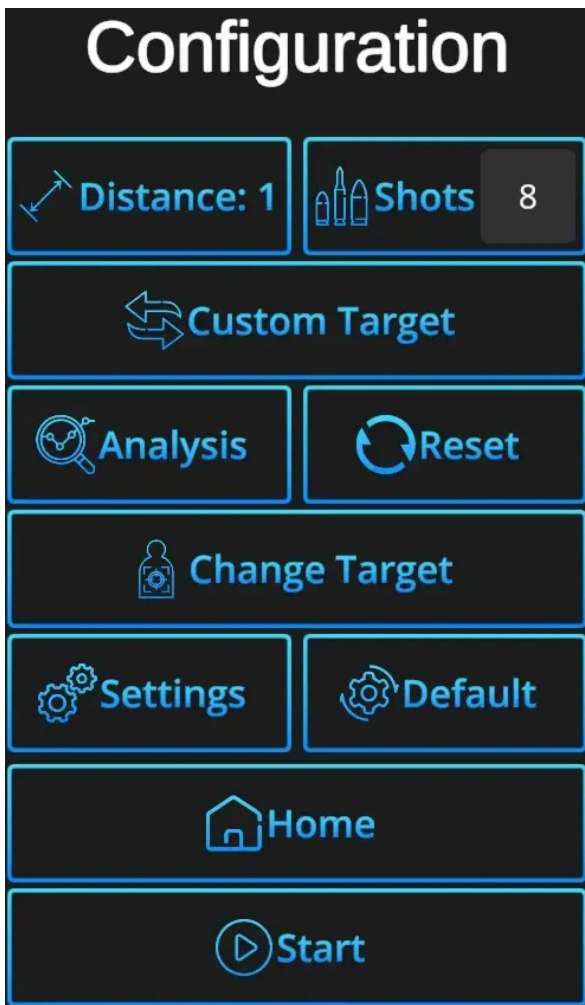 Configuration
Distance: 1
Shots 8
Custom Target
Analysis
Reset
Change Target
Settings
Default
Home
Start